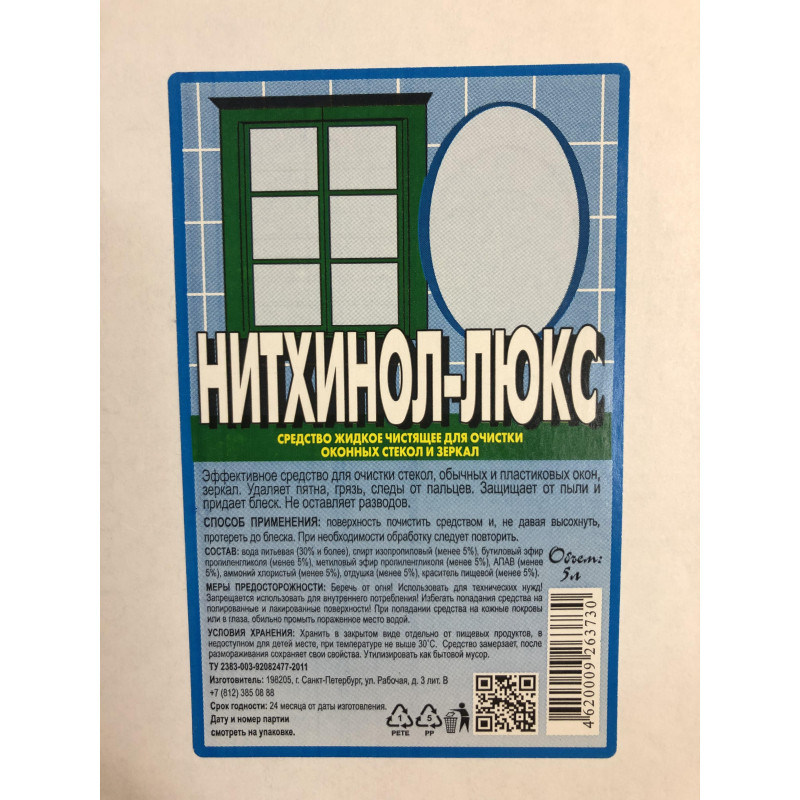 НИТХИНОЛ-ЛЮКС
СРЕДСТВО ЖИДКОЕ ЧИСТЯЩЕЕ ДЛЯ ОЧИСТКИ
ОКОННЫХ СТЕКОЛ И ЗЕРКАЛ
Эффективное средство для очистки стекол, обычных и пластиковых окон,
зеркал. Удаляет пятна, грязь, следы от пальцев. Защищает от пыли и
придает блеск. Не оставляет разводов.
СПОСОБ ПРИМЕНЕНИЯ: поверхность почистить средством и, не давая высохнуть,
протереть до блеска. При необходимости обработку следует повторить.
СОСТАВ: вода питьевая (30% и более), спирт изопропиловый (менее 5%), бутиловый эфир
пропиленгликоля (менее 5%), метиловый эфир пропиленгликоля (менее 5%), АПАВ (менее
5%), аммоний хлористый (менее 5%), отдушка (менее 5%), краситель пищевой (менее 5%).
Объем:
5л
МЕРЫ ПРЕДОСТОРОЖНОСТИ: Беречь от огня! Использовать для технических нужд!
Запрещается использовать для внутреннего потребления! Избегать попадания средства на
полированные и лакированные поверхности! При попадании средства на кожные покровы
или в глаза, обильно промыть пораженное место водой.
УСЛОВИЯ ХРАНЕНИЯ: Хранить в закрытом виде отдельно от пищевых продуктов, в
недоступном для детей месте, при температуре не выше 30°С. Средство замерзает, после
размораживания сохраняет свои свойства. Утилизировать как бытовой мусор.
ТУ 2383-003-92082477-2011
Изготовитель: 198205, г. Санкт-Петербург, ул. Рабочая, д. 3 лит. В
+7 (812) 385 08 88
Срок годности: 24 месяца от даты изготовления.
Дату и номер партии
смотреть на упаковке.
1
PETE
5
PP
4620009263730